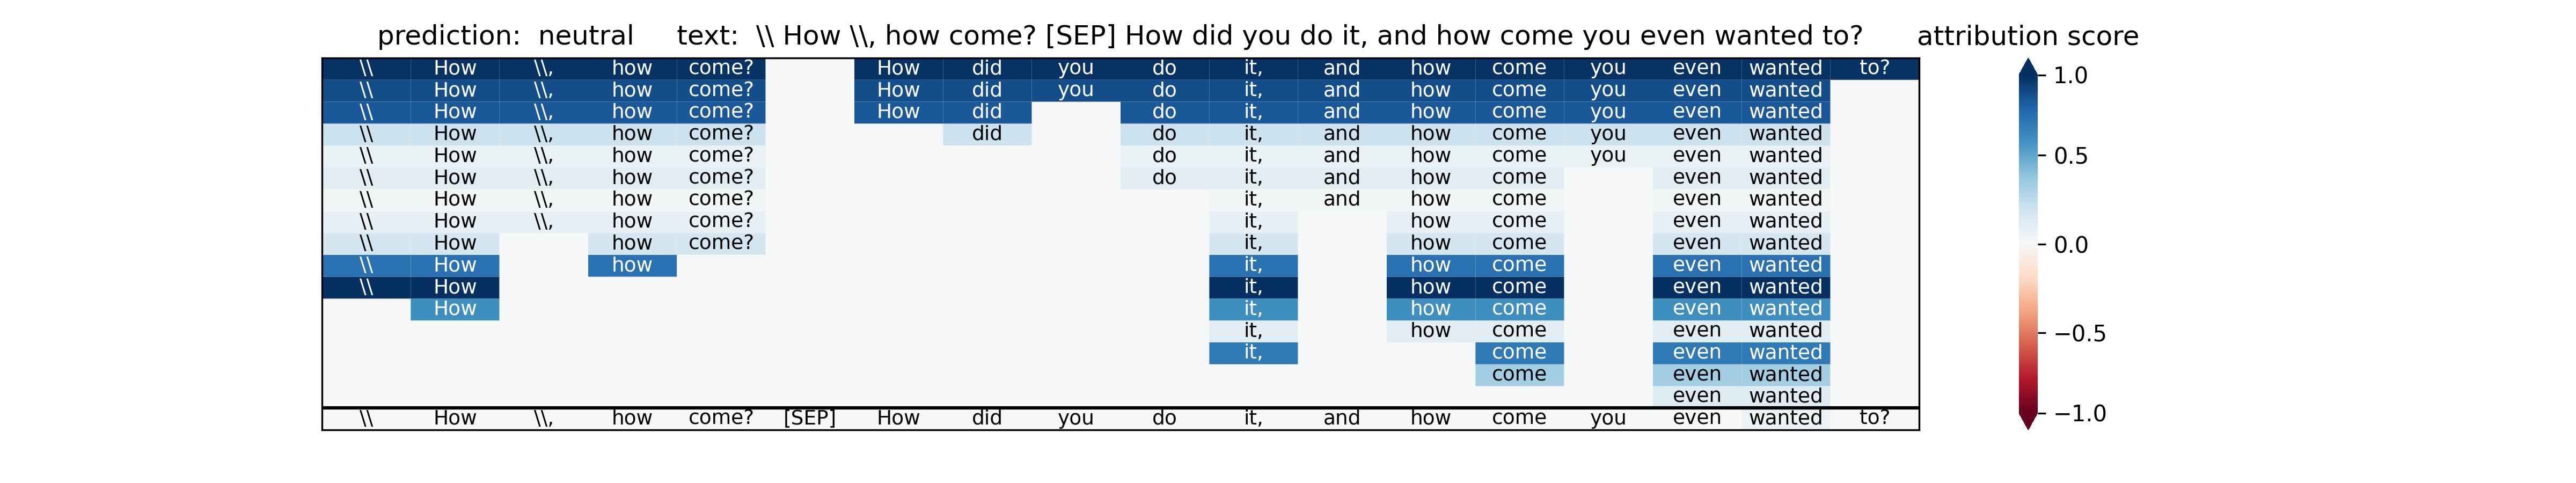 prediction:  neutral     text:  \\ How \\, how come? [SEP] How did you do it, and how come you even wanted to?     attribution score
\\ How \\, how come? How did you do it, and how come you even wanted to?
\\ How \\, how come? How did you do it, and how come you even wanted
\\ How \\, how come? How did do it, and how come you even wanted
\\ How \\, how come? did do it, and how come you even wanted
\\ How \\, how come? do it, and how come you even wanted
\\ How \\, how come? do it, and how come even wanted
\\ How \\, how come? it, and how come even wanted
\\ How \\, how come? it, how come even wanted
\\ How how come? it, how come even wanted
\\ How how it, how come even wanted
\\ How it, how come even wanted
How it, how come even wanted
it, how come even wanted
it, come even wanted
come even wanted
even wanted
\\ How \\, how come? [SEP] How did you do it, and how come you even wanted to?
1.0
0.5
0.0
−0.5
−1.0